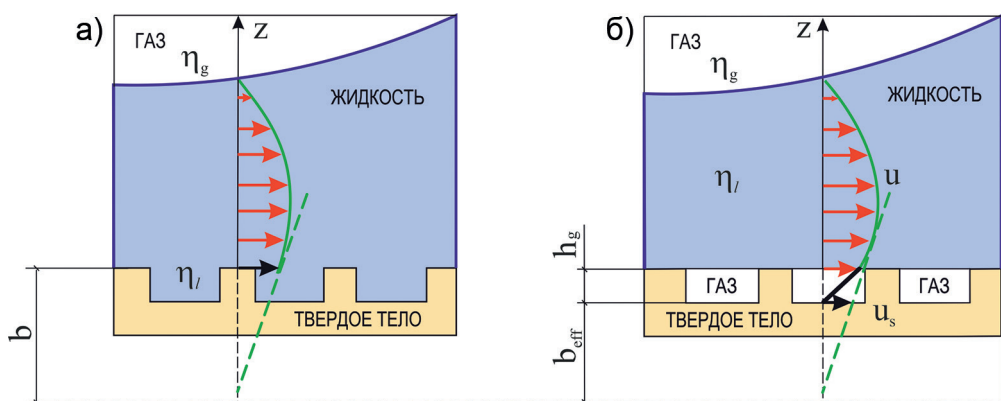 а)
ГАЗ
z
ηg
ЖИДКОСТЬ
ηl
b
ТВЕРДОЕ ТЕЛО
б)
ГАЗ
z
ηg
ЖИДКОСТЬ
ηl
u
hg
ГАЗ
ГАЗ
us
ТВЕРДОЕ ТЕЛО
beff